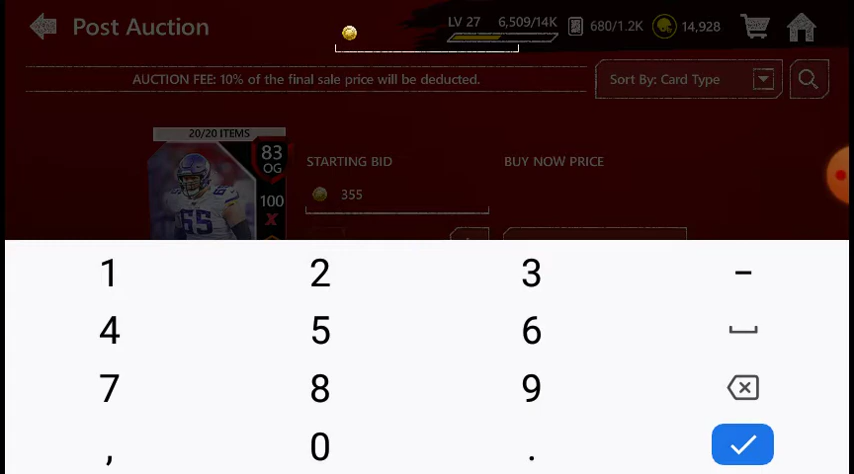 Post Auction
LV 27 6,509/14K 680/1.2K 14,928
AUCTION FEE: 10% of the final sale price will be deducted.
Sort By: Card Type
20/20 ITEMS
83
OG
100
X
65
STARTING BID
BUY NOW PRICE
355
1 2 3 -
4 5 6
7 8 9
, 0 .